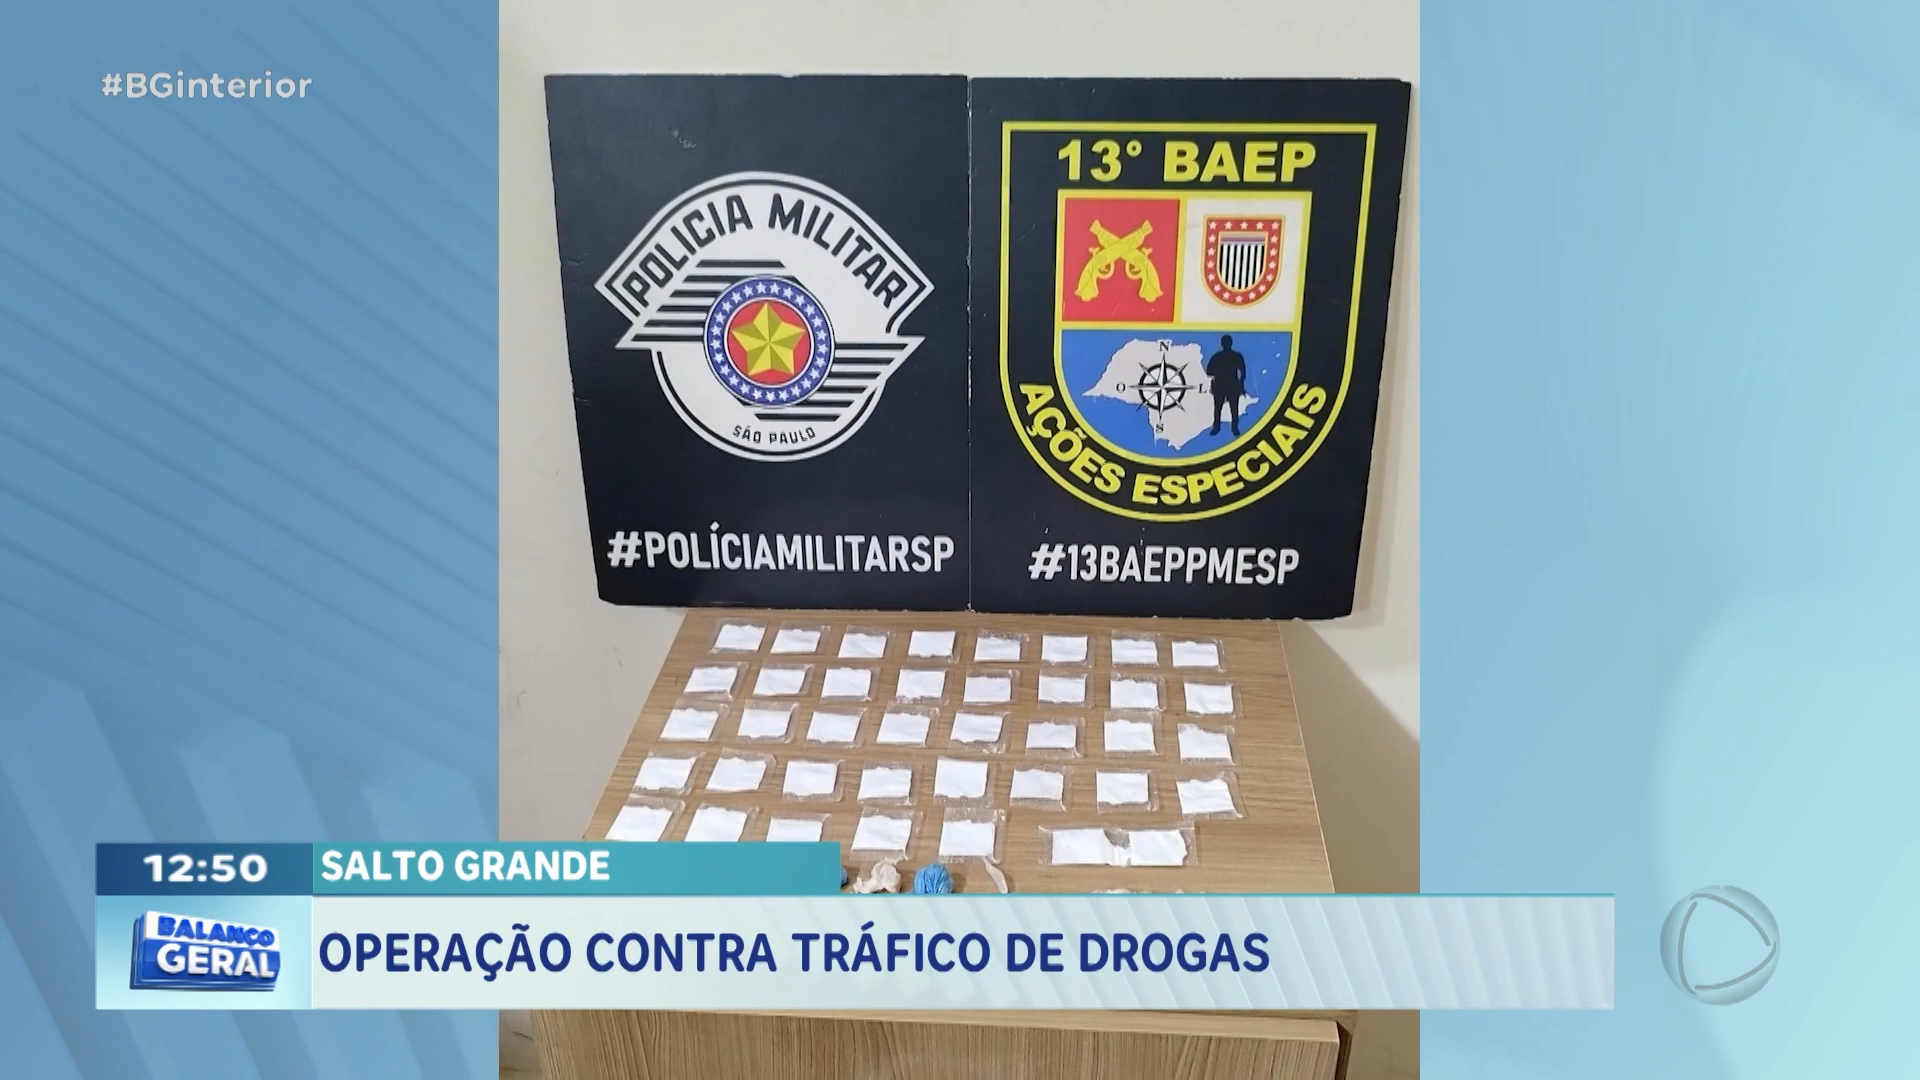 #BGinterior
POLICIA MILITAR
SÃO PAULO
#POLÍCIAMILITARSP
13° BAEP
N
O
L
S
AÇÕES ESPECIAIS
#13BAEPPMESP
12:50
SALTO GRANDE
BALANÇO
GERAL
OPERAÇÃO CONTRA TRÁFICO DE DROGAS